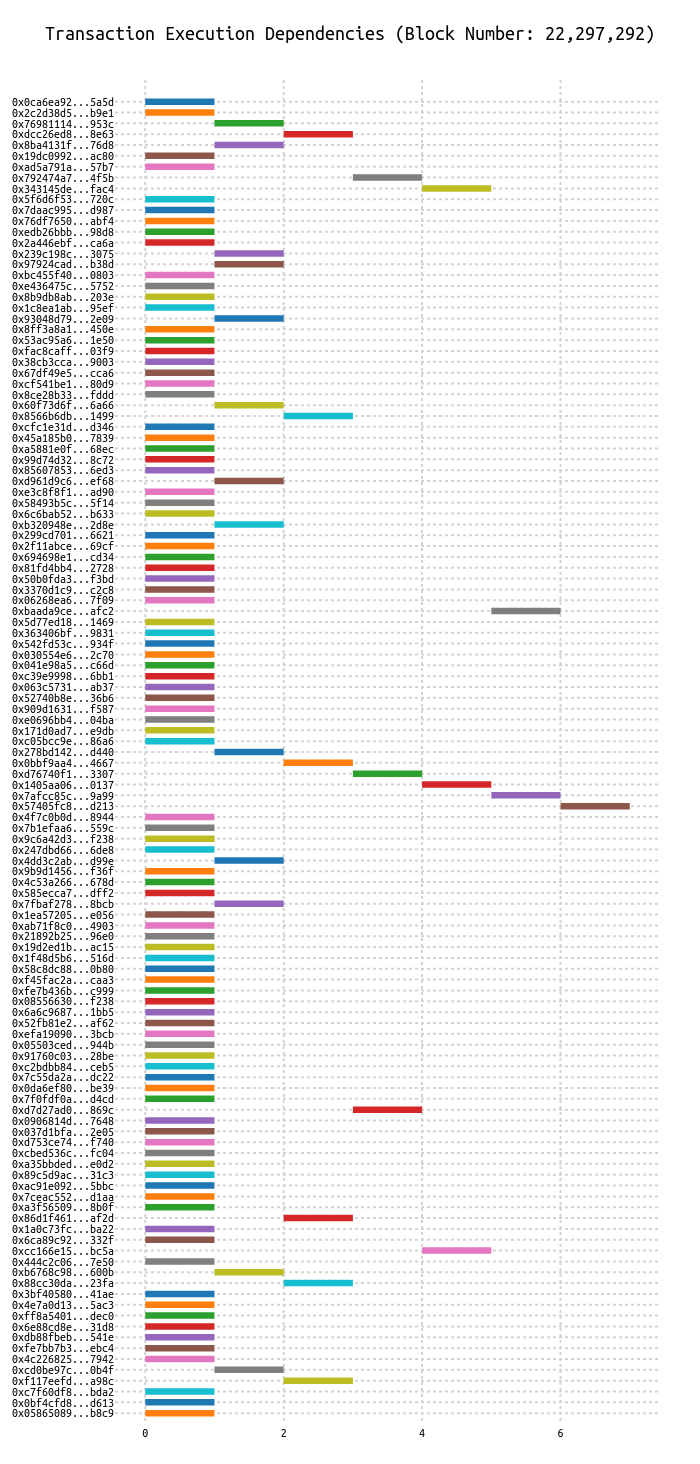 Transaction Execution Dependencies (Block Number: 22,297,292)
0x0ca6ea92...5a5d
0x2c2d38d5...b9e1
0x76981114...953c
0xdcc26ed8...8e63
0x8ba4131f...76d8
0x19dc0992...ac80
0xad5a791a...57b7
0x792474a7...4f5b
0x343145de...fac4
0x5f6d6f53...720c
0x7daac995...d987
0x76df7650...abf4
0xedb26bbb...98d8
0x2a446ebf...ca6a
0x239c198c...3075
0x97924cad...b38d
0xbc455f40...0803
0xe436475c...5752
0x8b9db8ab...203e
0x1c8ea1ab...95ef
0x93048d79...2e09
0x8ff3a8a1...450e
0x53ac95a6...1e50
0xfac8caff...03f9
0x38cb3cca...9003
0x67df49e5...cca6
0xcf541be1...80d9
0x8ce28b33...fddd
0x60f73d6f...6a66
0x8566b6db...1499
0xcfc1e31d...d346
0x45a185b0...7839
0xa5881e0f...68ec
0x99d74d32...8c72
0x85607853...6ed3
0xd961d9c6...ef68
0xe3c8f8f1...ad90
0x58493b5c...5f14
0x6c6bab52...b633
0xb320948e...2d8e
0x299cd701...6621
0x2f11abce...69cf
0x694698e1...cd34
0x81fd4bb4...2728
0x50b0fda3...f3bd
0x3370d1c9...c2c8
0x06268ea6...7f09
0xbaada9ce...afc2
0x5d77ed18...1469
0x363406bf...9831
0x542fd53c...934f
0x030554e6...2c70
0x041e98a5...c66d
0xc39e9998...6bb1
0x063c5731...ab37
0x52740b8e...36b6
0x909d1631...f587
0xe0696bb4...04ba
0x171d0ad7...e9db
0xc05bcc9e...86a6
0x278bd142...d440
0x0bbf9aa4...4667
0xd76740f1...3307
0x1405aa06...0137
0x7afcc85c...9a99
0x57405fc8...d213
0x4f7c0b0d...8944
0x7b1efaa6...559c
0x9c6a42d3...f238
0x247dbd66...6de8
0x4dd3c2ab...d99e
0x9b9d1456...f36f
0x4c53a266...678d
0x585ecca7...dff2
0x7fbaf278...8bcb
0x1ea57205...e056
0xab71f8c0...4903
0x21892b25...96e0
0x19d2ed1b...ac15
0x1f48d5b6...516d
0x58c8dc88...0b80
0xf45fac2a...caa3
0xfe7b436b...c999
0x08556630...f238
0x6a6c9687...1bb5
0x52fb81e2...af62
0xefa19090...3bcb
0x05503ced...944b
0x91760c03...28be
0xc2bdbb84...ceb5
0x7c55da2a...dc22
0x0da6ef80...be39
0x7f0fdf0a...d4cd
0xd7d27ad0...869c
0x0906814d...7648
0x037d1bfa...2e05
0xd753ce74...f740
0xcbed536c...fc04
0xa35bbded...e0d2
0x89c5d9ac...31c3
0xac91e092...5bbc
0x7ceac552...d1aa
0xa3f56509...8b0f
0x86d1f461...af2d
0x1a0c73fc...ba22
0x6ca89c92...332f
0xcc166e15...bc5a
0x444c2c06...7e50
0xb6768c98...600b
0x88cc30da...23fa
0x3bf40580...41ae
0x4e7a0d13...5ac3
0xff8a5401...dec0
0x6e88cd8e...31d8
0xdb88fbeb...541e
0xfe7bb7b3...ebc4
0x4c226825...7942
0xcd0be97c...0b4f
0xf117eefd...a98c
0xc7f60df8...bda2
0x0bf4cfd8...d613
0x05865089...b8c9
0 2 4 6